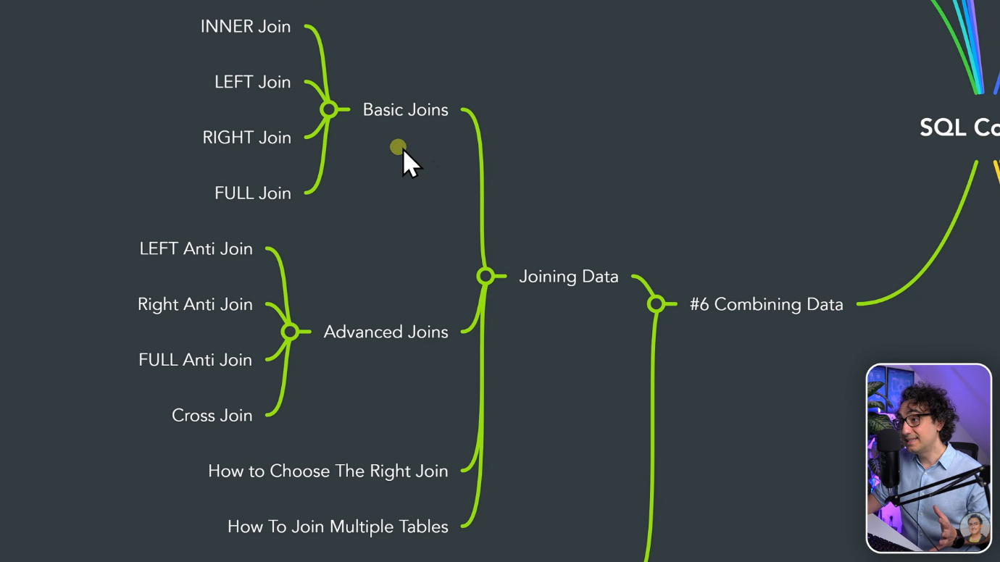 INNER Join
LEFT Join
RIGHT Join
FULL Join
Basic Joins
LEFT Anti Join
Right Anti Join
FULL Anti Join
Cross Join
Advanced Joins
How to Choose The Right Join
How To Join Multiple Tables
Joining Data
#6 Combining Data
SQL Co